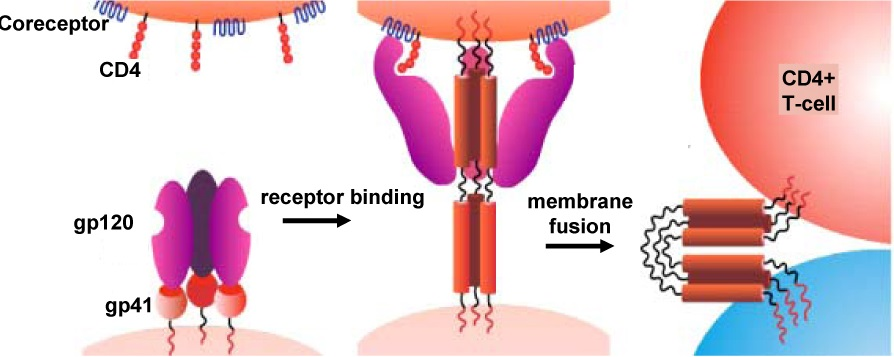 Coreceptor
CD4
gp120
gp41
receptor binding
membrane
fusion
CD4+
T-cell